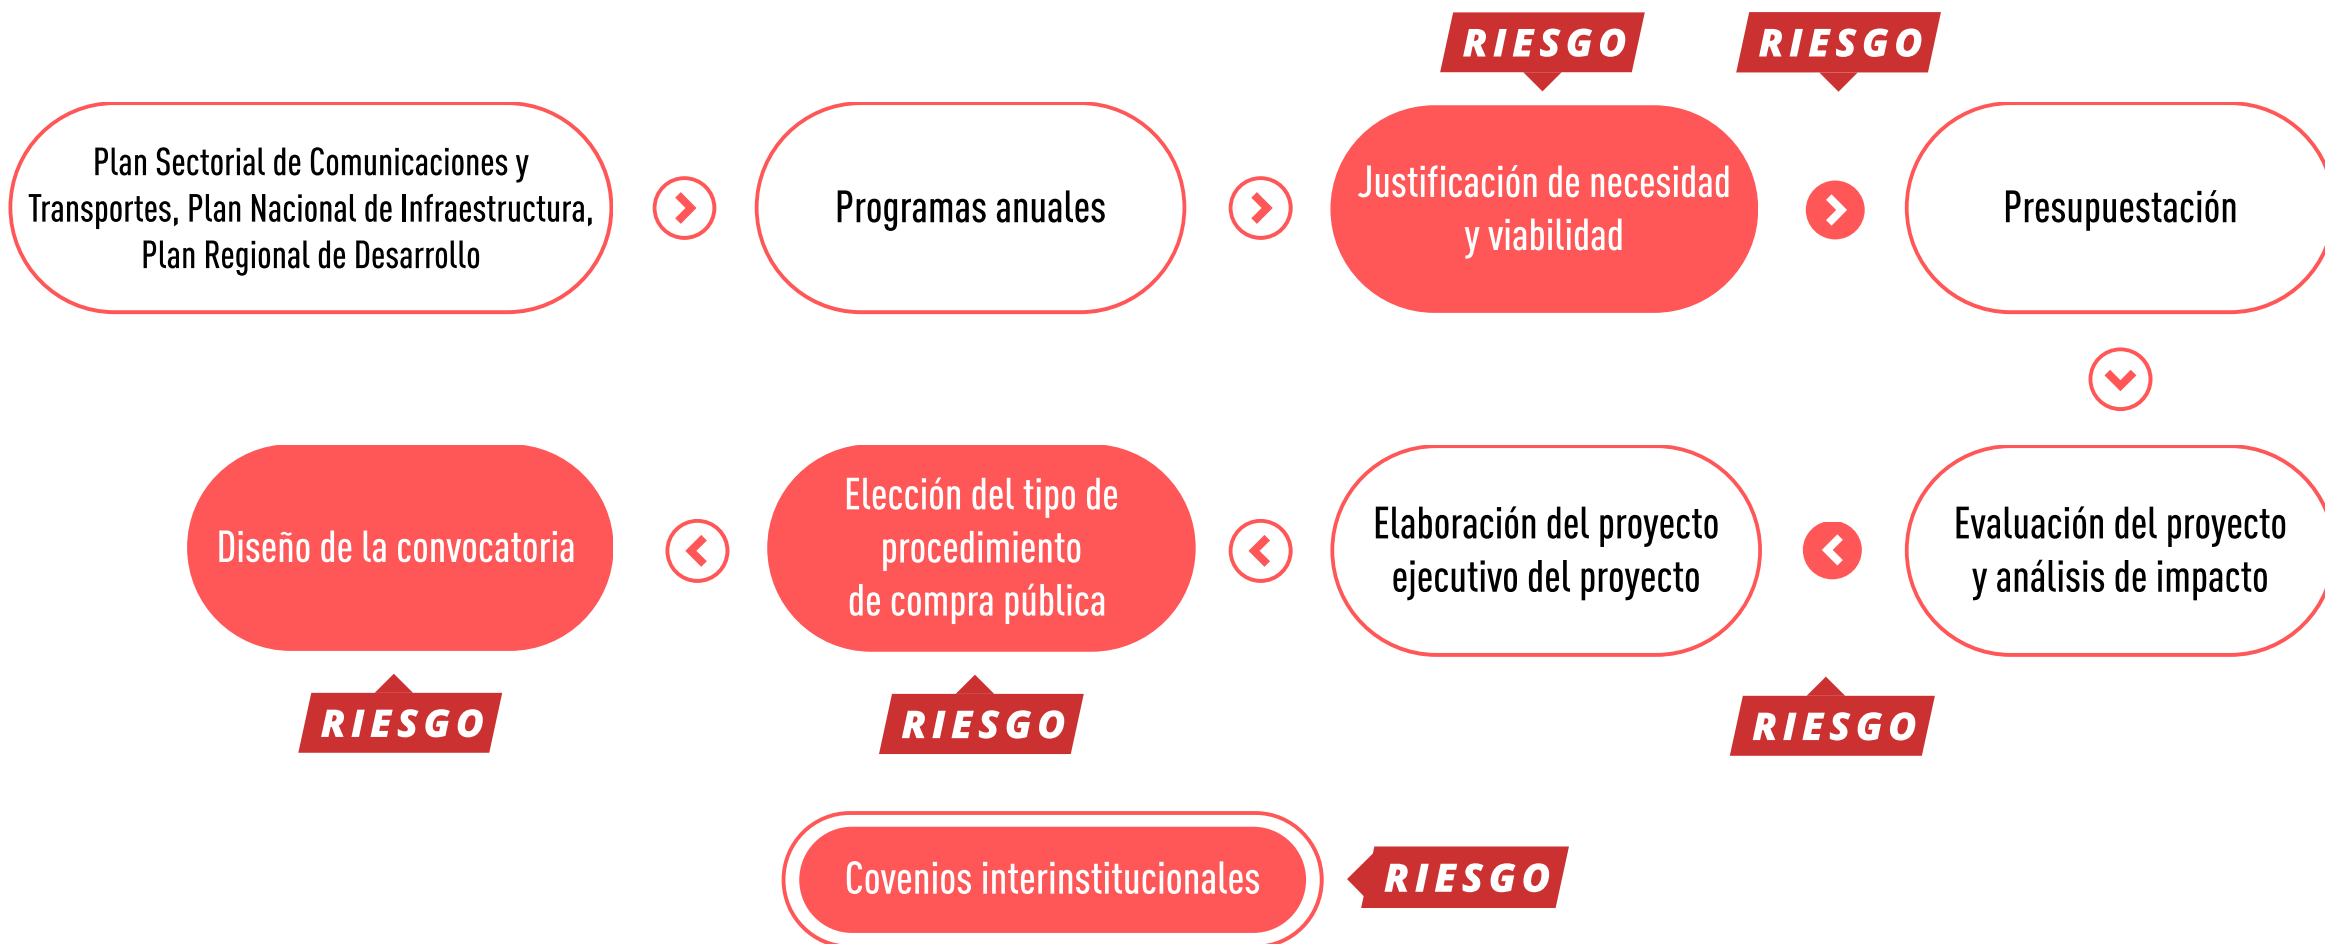 RIESGO
RIESGO
Plan Sectorial de Comunicaciones y
Transportes, Plan Nacional de Infraestructura,
Plan Regional de Desarrollo
Programas anuales
Justificación de necesidad
y viabilidad
Presupuestación
Diseño de la convocatoria
Elección del tipo de
procedimiento
de compra pública
Elaboración del proyecto
ejecutivo del proyecto
Evaluación del proyecto
y análisis de impacto
RIESGO
RIESGO
RIESGO
Covenios interinstitucionales
RIESGO